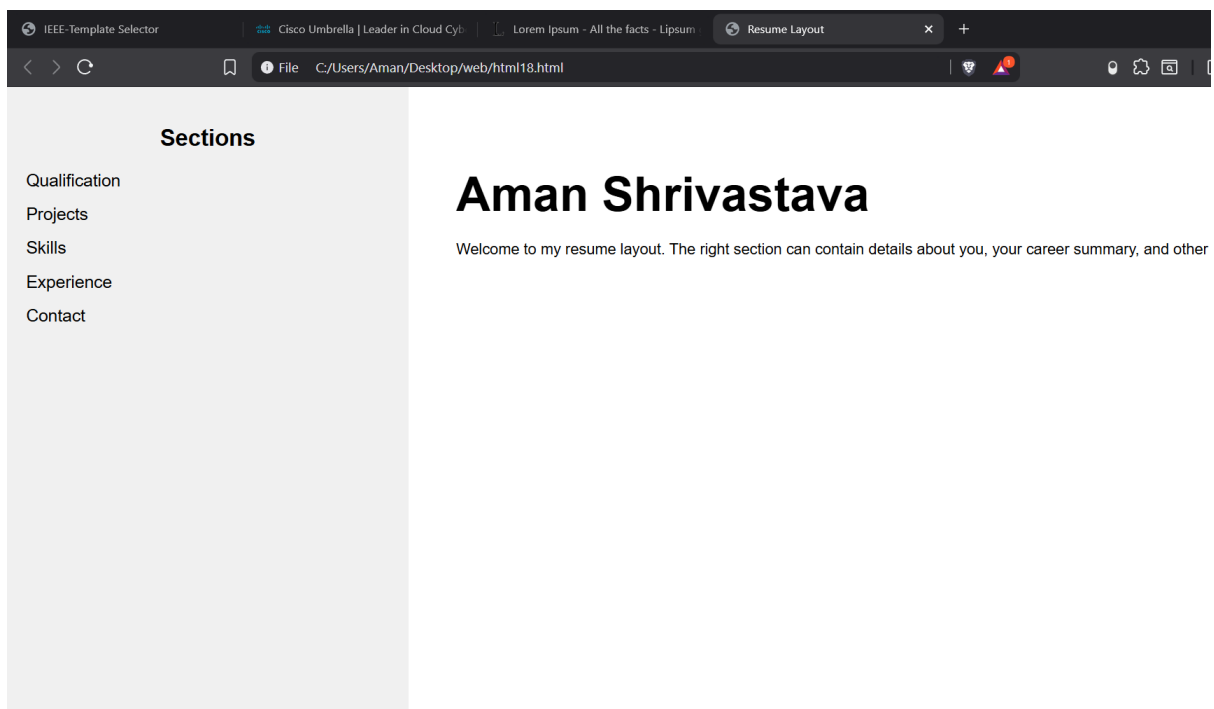 IEEE-Template Selector
Cisco Umbrella | Leader in Cloud Cyb
Lorem Ipsum - All the facts - Lipsum
Resume Layout
File C:/Users/Aman/Desktop/web/html18.html
Sections
Qualification
Projects
Skills
Experience
Contact
Aman Shrivastava
Welcome to my resume layout. The right section can contain details about you, your career summary, and other